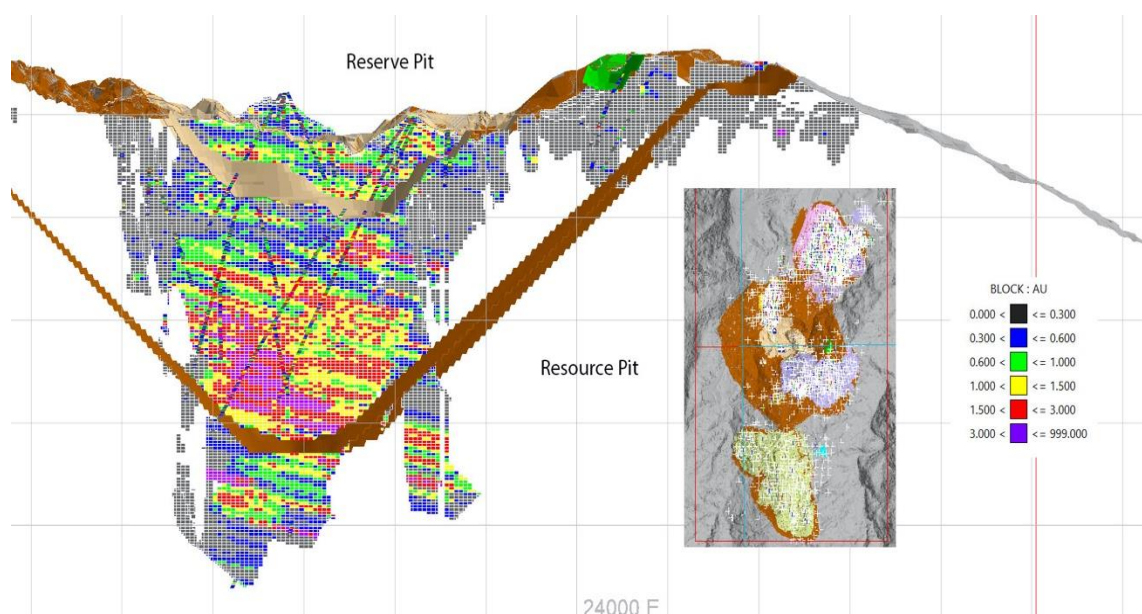 Reserve Pit
Resource Pit
BLOCK : AU
0.000 < <= 0.300
0.300 < <= 0.600
0.600 < <= 1.000
1.000 < <= 1.500
1.500 < <= 3.000
3.000 < <= 999.000
24000 E